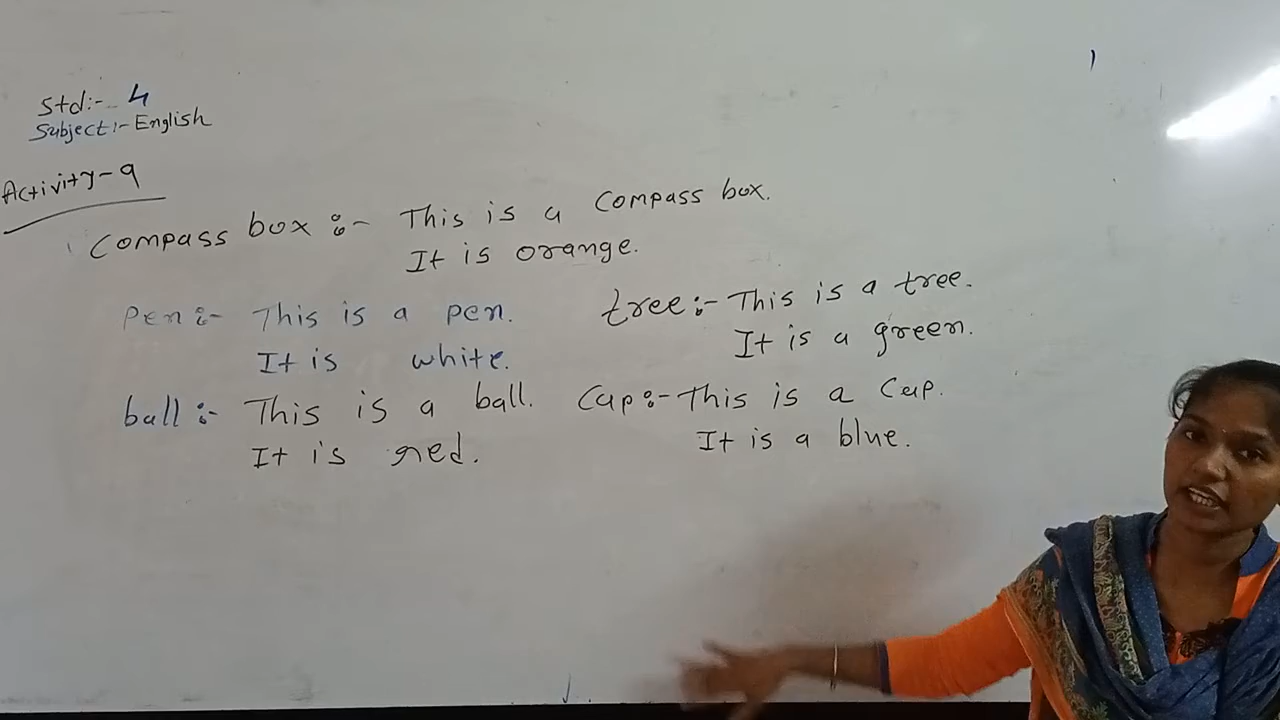 Std:- 4
Subject:- English
Activity-9
Compass box :- This is a Compass box.
It is orange.
Pen:- This is a pen.
It is white.
tree:- This is a tree.
It is a green.
ball:- This is a ball.
It is red.
Cap:- This is a Cap.
It is a blue.